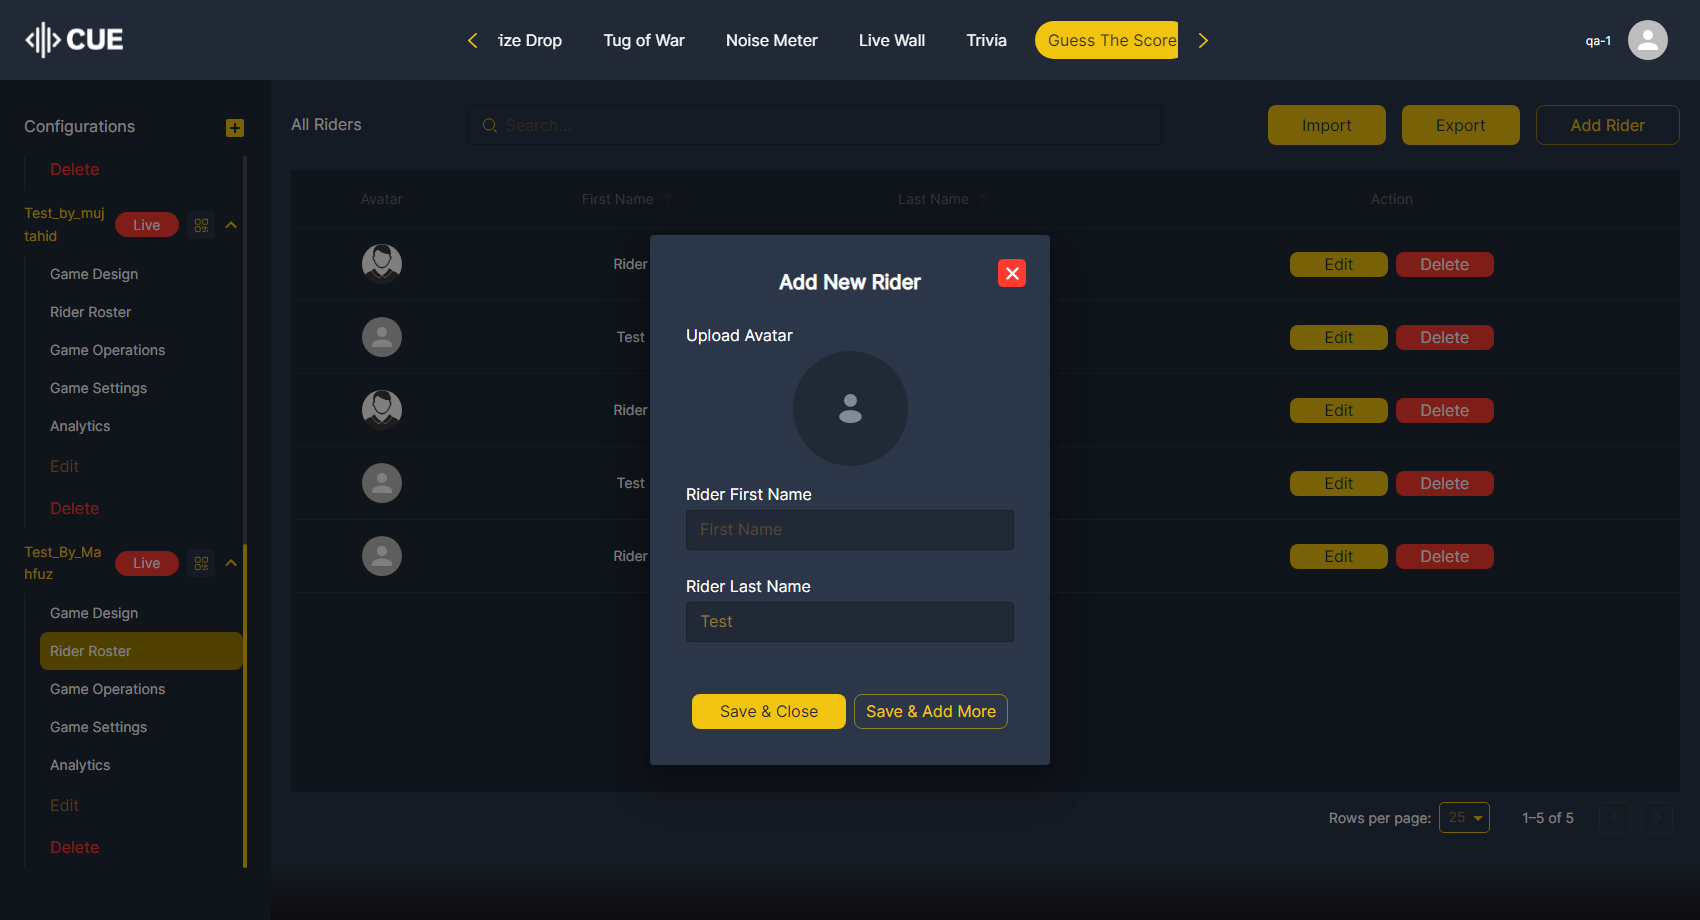 CUE
ize Drop
Tug of War
Noise Meter
Live Wall
Trivia
Guess The Score
qa-1
Configurations
Delete
Test_by_muj
tahid
Live
Game Design
Rider Roster
Game Operations
Game Settings
Analytics
Edit
Delete
Test_By_Ma
hfuz
Live
Game Design
Rider Roster
Game Operations
Game Settings
Analytics
Edit
Delete
All Riders
Search...
Import
Export
Add Rider
Avatar
First Name
Last Name
Action
Rider
Edit
Delete
Test
Edit
Delete
Rider
Edit
Delete
Test
Edit
Delete
Rider
Edit
Delete
Add New Rider
Upload Avatar
Rider First Name
First Name
Rider Last Name
Test
Save & Close
Save & Add More
Rows per page:
25
1–5 of 5